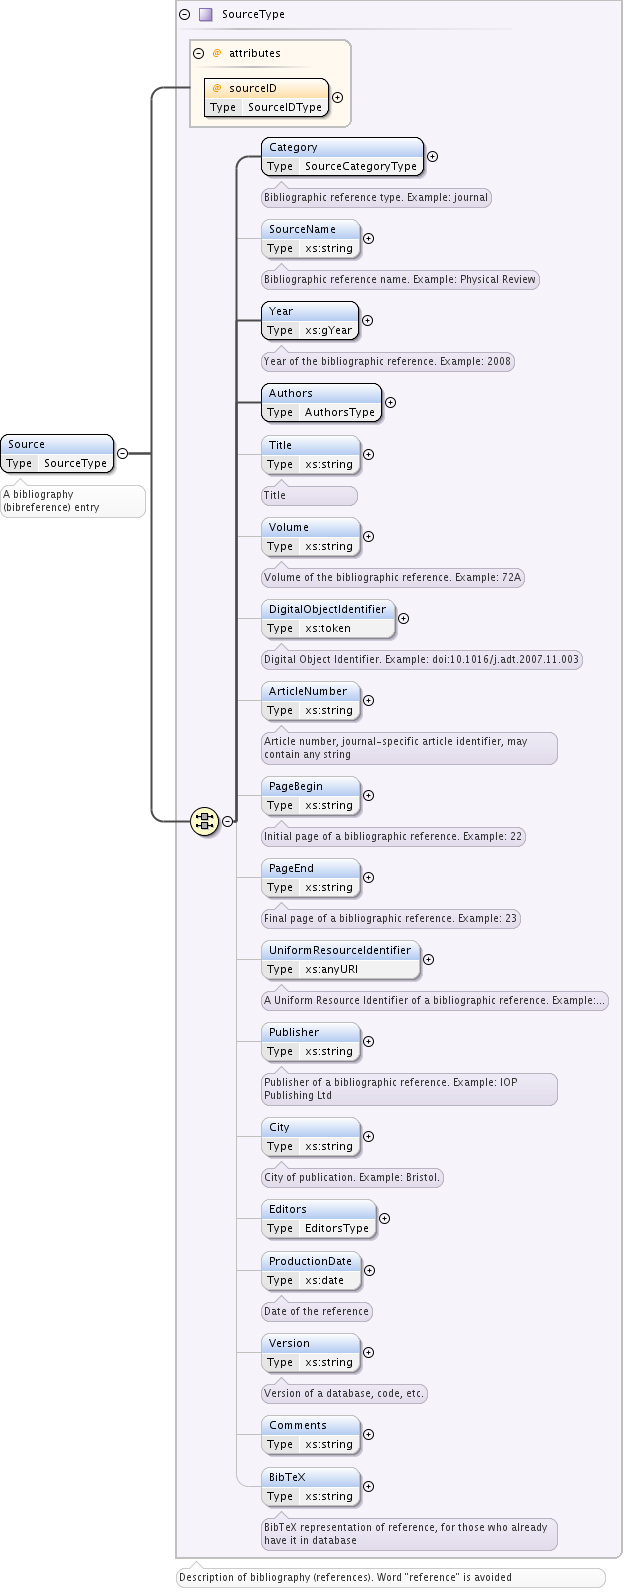 SourceType
@ attributes
@ sourceID
Type SourceIDType
Category
Type SourceCategoryType
Bibliographic reference type. Example: journal
SourceName
Type xs:string
Bibliographic reference name. Example: Physical Review
Year
Type xs:gYear
Year of the bibliographic reference. Example: 2008
Authors
Type AuthorsType
Source
Type SourceType
A bibliography
(bibreference) entry
Title
Type xs:string
Title
Volume
Type xs:string
Volume of the bibliographic reference. Example: 72A
DigitalObjectIdentifier
Type xs:token
Digital Object Identifier. Example: doi:10.1016/j.adt.2007.11.003
ArticleNumber
Type xs:string
Article number, journal-specific article identifier, may
contain any string
PageBegin
Type xs:string
Initial page of a bibliographic reference. Example: 22
PageEnd
Type xs:string
Final page of a bibliographic reference. Example: 23
UniformResourceIdentifier
Type xs:anyURI
A Uniform Resource Identifier of a bibliographic reference. Example:...
Publisher
Type xs:string
Publisher of a bibliographic reference. Example: IOP
Publishing Ltd
City
Type xs:string
City of publication. Example: Bristol.
Editors
Type EditorsType
ProductionDate
Type xs:date
Date of the reference
Version
Type xs:string
Version of a database, code, etc.
Comments
Type xs:string
BibTeX
Type xs:string
BibTeX representation of reference, for those who already
have it in database
Description of bibliography (references). Word "reference" is avoided